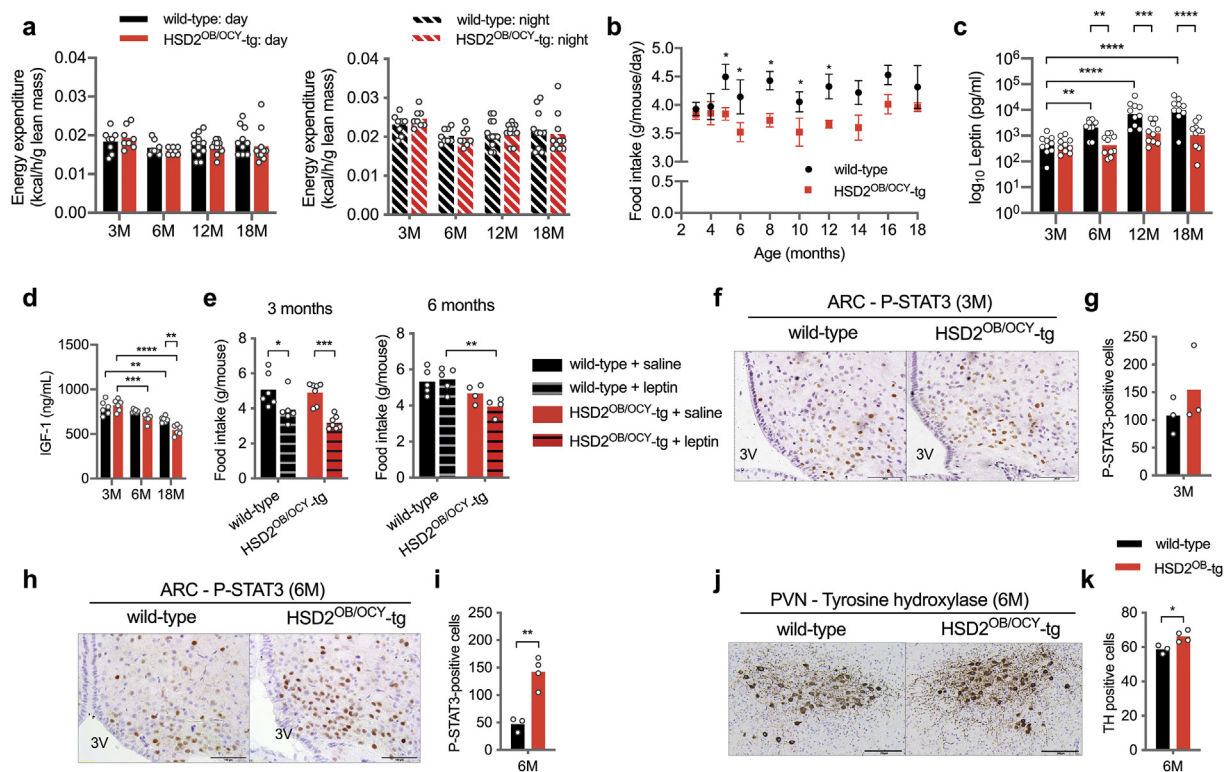 a
wild-type: day
HSD2OB/OCY-tg: day
wild-type: night
HSD2OB/OCY-tg: night
Energy expenditure
(kcal/h/g lean mass)
0.04
0.03
0.02
0.01
0.00
3M 6M 12M 18M
Energy expenditure
(kcal/h/g lean mass)
0.04
0.03
0.02
0.01
0.00
3M 6M 12M 18M
b
Food intake (g/mouse/day)
5.0
4.5
4.0
3.5
3.0
0.0
* * * * *
wild-type
HSD2OB/OCY-tg
2 4 6 8 10 12 14 16 18
Age (months)
c
** *** ****
****
****
**
log10 Leptin (pg/ml)
106
105
104
103
102
101
100
3M 6M 12M 18M
d
IGF-1 (ng/mL)
1500
1000
500
0
**
****
**
***
3M 6M 18M
e
3 months
Food intake (g/mouse)
8
6
4
2
0
* ***
wild-type
HSD2OB/OCY-tg
6 months
Food intake (g/mouse)
8
6
4
2
0
**
wild-type
HSD2OB/OCY-tg
wild-type + saline
wild-type + leptin
HSD2OB/OCY-tg + saline
HSD2OB/OCY-tg + leptin
f
ARC - P-STAT3 (3M)
wild-type HSD2OB/OCY-tg
3V 3V
g
P-STAT3-positive cells
250
200
150
100
50
0
3M
wild-type
HSD2OB-tg
h
ARC - P-STAT3 (6M)
wild-type HSD2OB/OCY-tg
3V 3V
i
P-STAT3-positive cells
250
200
150
100
50
0
**
6M
j
PVN - Tyrosine hydroxylase (6M)
wild-type HSD2OB/OCY-tg
k
TH positive cells
80
60
40
20
0
*
6M